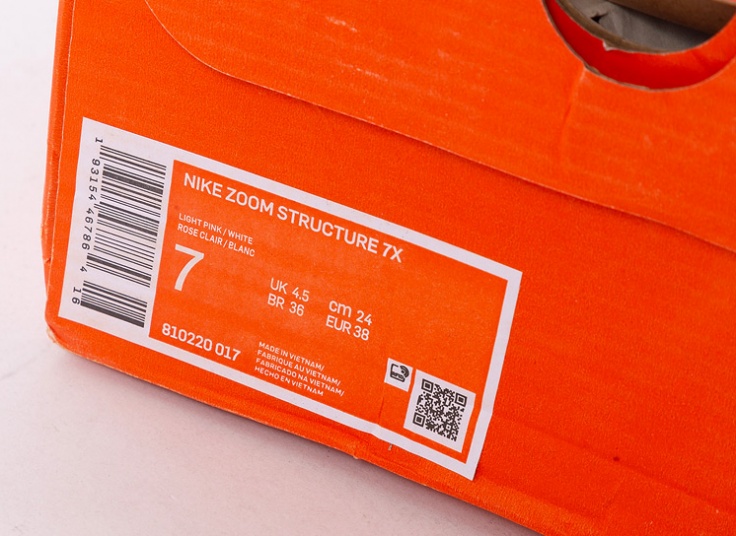 1 93154 46786 4
16
NIKE ZOOM STRUCTURE 7X
LIGHT PINK / WHITE
ROSE CLAIR / BLANC
7
UK 4.5
BR 36
cm 24
EUR 38
810220 017
MADE IN VIETNAM/
FABRIQUE AU VIETNAM/
FABRICADO NA VIETNAM/
HECHO EN VIETNAM